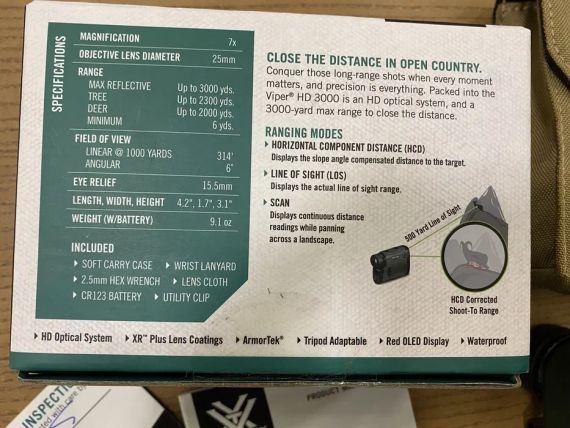 SPECIFICATIONS
MAGNIFICATION 7x
OBJECTIVE LENS DIAMETER 25mm
RANGE
MAX REFLECTIVE Up to 3000 yds.
TREE Up to 2300 yds.
DEER Up to 2000 yds.
MINIMUM 6 yds.
FIELD OF VIEW
LINEAR @ 1000 YARDS 314'
ANGULAR 6°
EYE RELIEF 15.5mm
LENGTH, WIDTH, HEIGHT 4.2", 1.7", 3.1"
WEIGHT (W/BATTERY) 9.1 oz
INCLUDED
SOFT CARRY CASE
WRIST LANYARD
2.5mm HEX WRENCH
LENS CLOTH
CR123 BATTERY
UTILITY CLIP
CLOSE THE DISTANCE IN OPEN COUNTRY.
Conquer those long-range shots when every moment
matters, and precision is everything. Packed into the
Viper® HD 3000 is an HD optical system, and a
3000-yard max range to close the distance.
RANGING MODES
HORIZONTAL COMPONENT DISTANCE (HCD)
Displays the slope angle compensated distance to the target.
LINE OF SIGHT (LOS)
Displays the actual line of sight range.
SCAN
Displays continuous distance
readings while panning
across a landscape.
500 Yard Line of Sight
HCD Corrected
Shoot-To Range
HD Optical System
XR™ Plus Lens Coatings
ArmorTek®
Tripod Adaptable
Red OLED Display
Waterproof
INSPECTI
ted with care by
PRODUCT